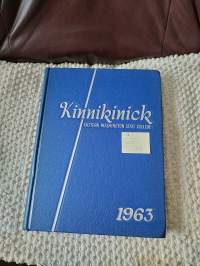 Kinnikinick
EASTERN WASHINGTON STATE COLLEGE
1963